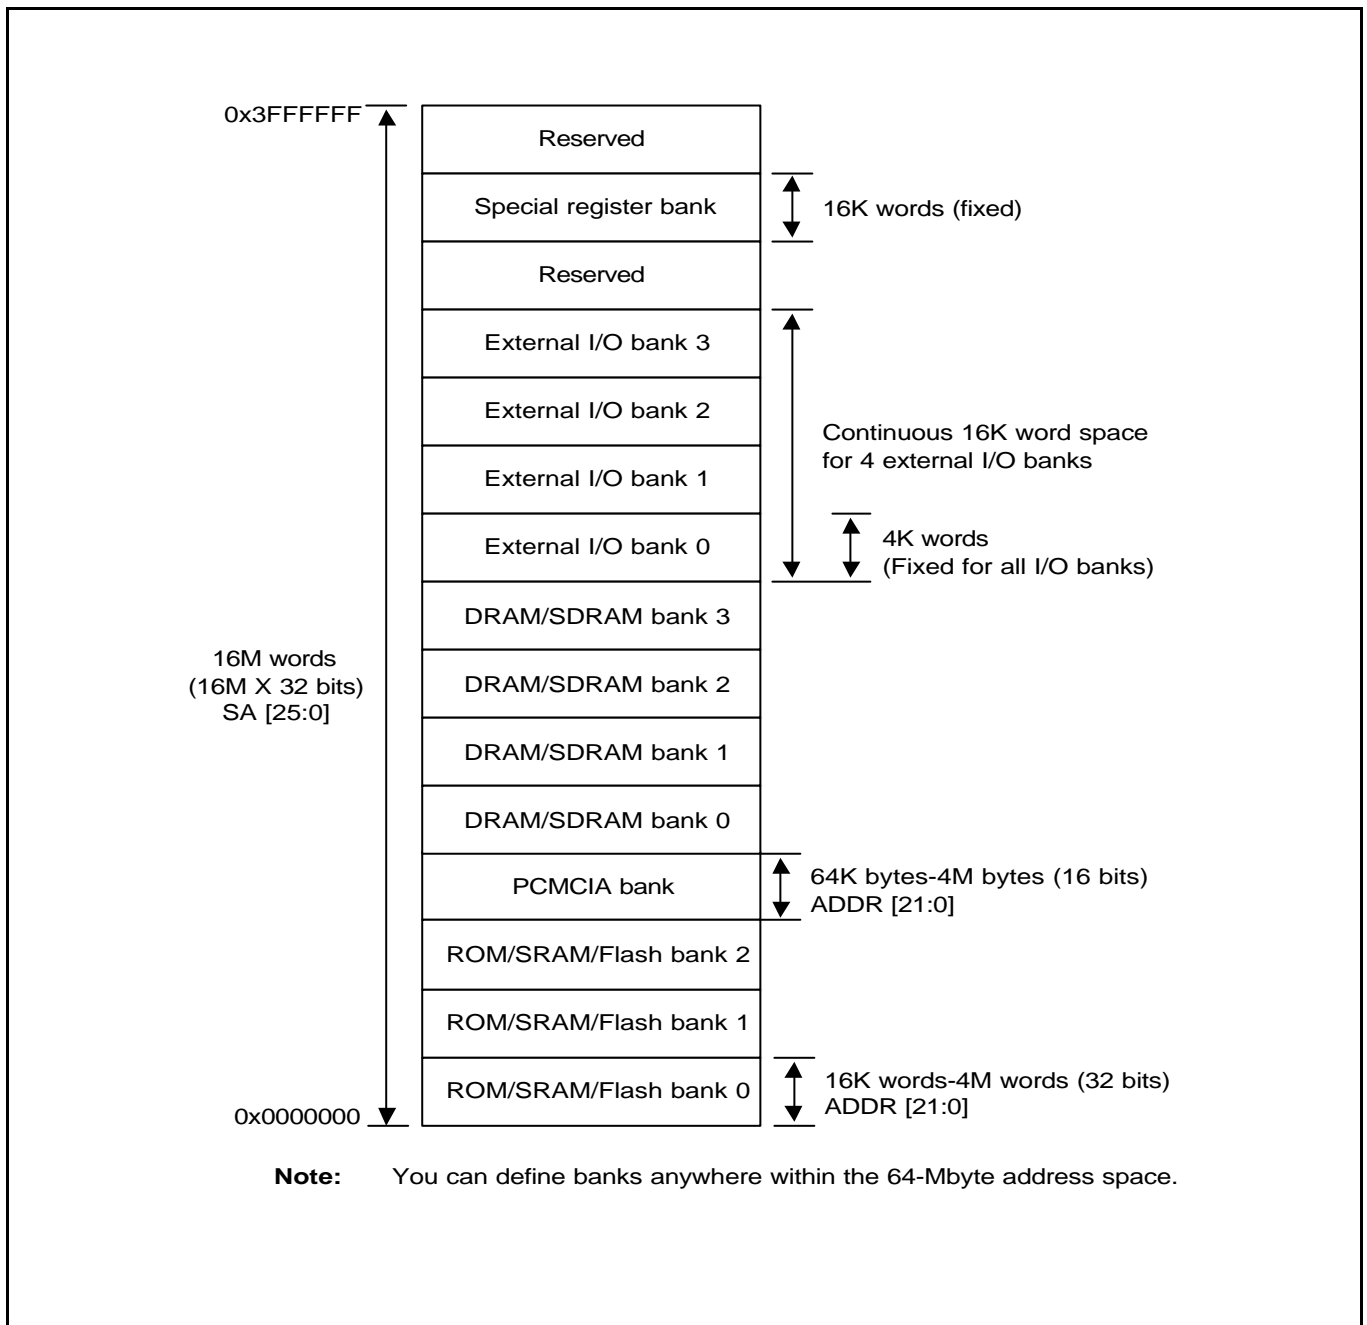 0x3FFFFFF
Reserved
Special register bank
16K words (fixed)
Reserved
External I/O bank 3
External I/O bank 2
Continuous 16K word space
for 4 external I/O banks
External I/O bank 1
External I/O bank 0
4K words
(Fixed for all I/O banks)
DRAM/SDRAM bank 3
16M words
(16M X 32 bits)
SA [25:0]
DRAM/SDRAM bank 2
DRAM/SDRAM bank 1
DRAM/SDRAM bank 0
PCMCIA bank
64K bytes-4M bytes (16 bits)
ADDR [21:0]
ROM/SRAM/Flash bank 2
ROM/SRAM/Flash bank 1
ROM/SRAM/Flash bank 0
16K words-4M words (32 bits)
ADDR [21:0]
0x0000000
Note: You can define banks anywhere within the 64-Mbyte address space.